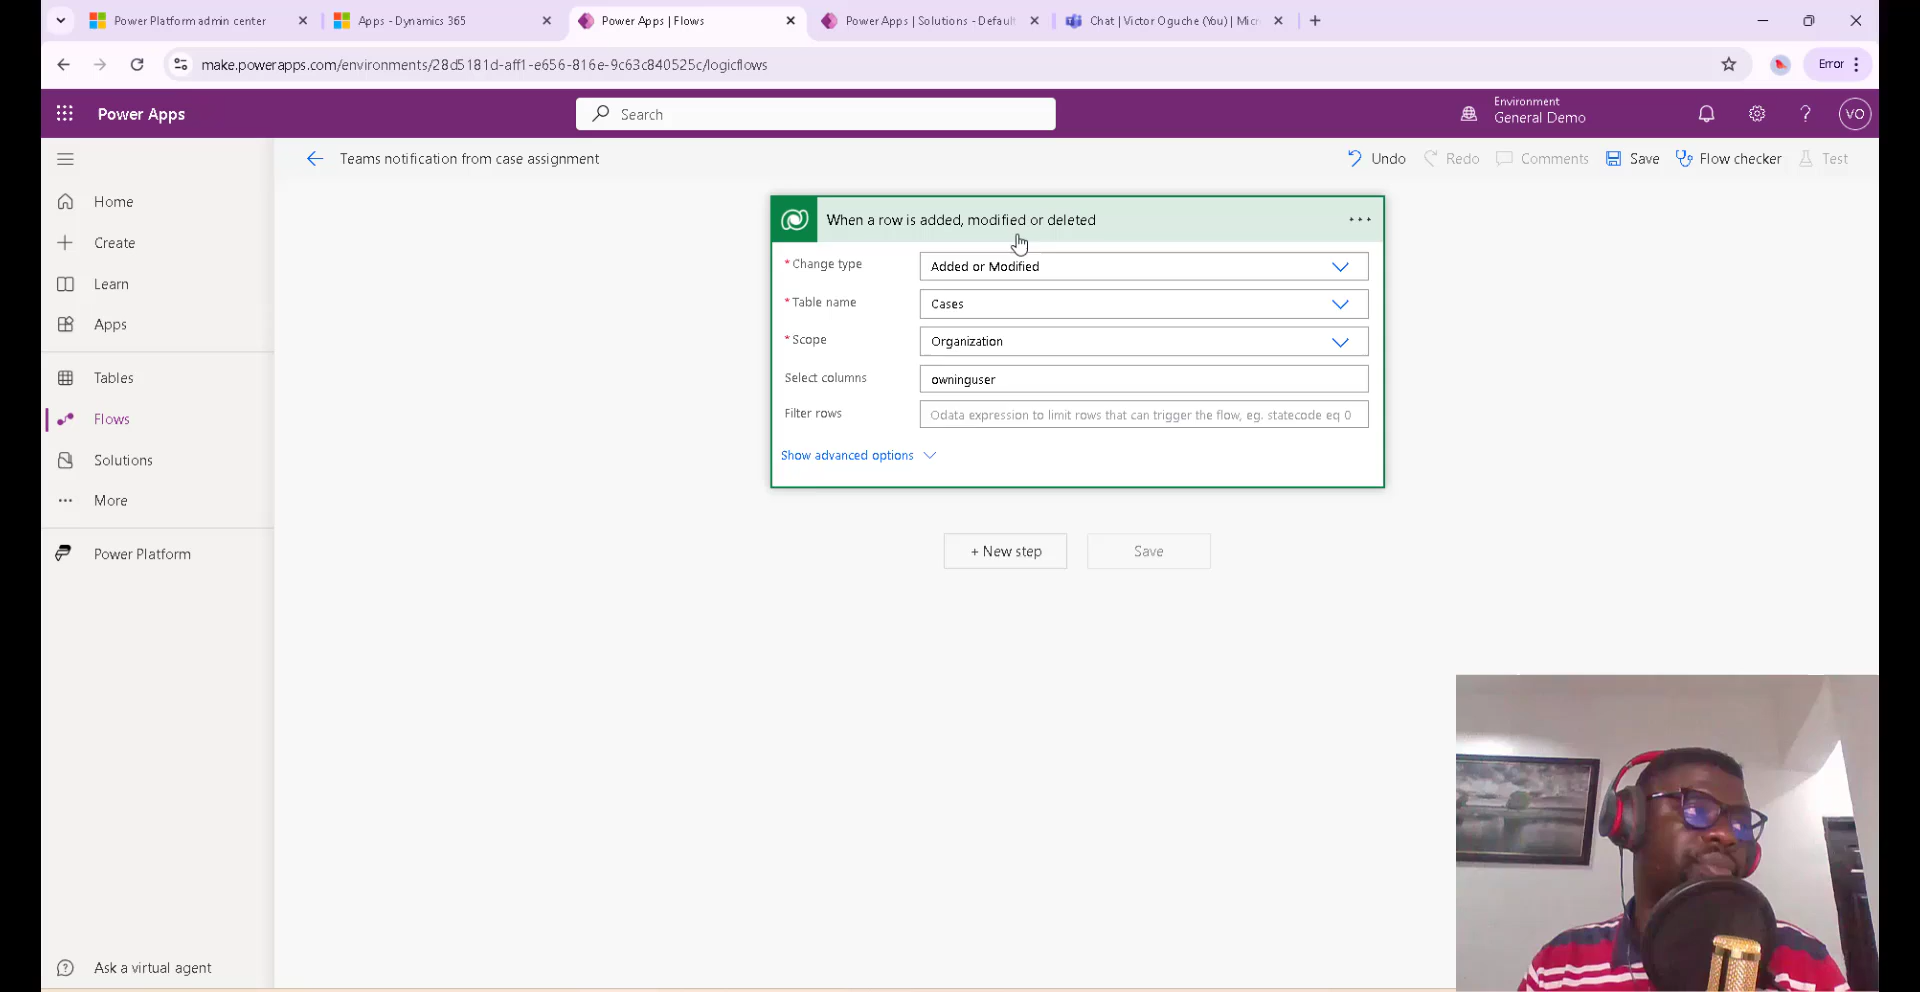 Power Platform admin center
Apps - Dynamics 365
Power Apps | Flows
Power Apps | Solutions - Default
Chat | Victor Oguche (You) | Micr
make.powerapps.com/environments/28d5181d-aff1-e656-816e-9c63c840525c/logicflows
Error
Power Apps
Search
Environment
General Demo
VO
Teams notification from case assignment
Undo
Redo
Comments
Save
Flow checker
Test
Home
Create
Learn
Apps
Tables
Flows
Solutions
More
Power Platform
Ask a virtual agent
When a row is added, modified or deleted
* Change type
Added or Modified
* Table name
Cases
* Scope
Organization
Select columns
owninguser
Filter rows
Odata expression to limit rows that can trigger the flow, eg. statecode eq 0
Show advanced options
+ New step
Save